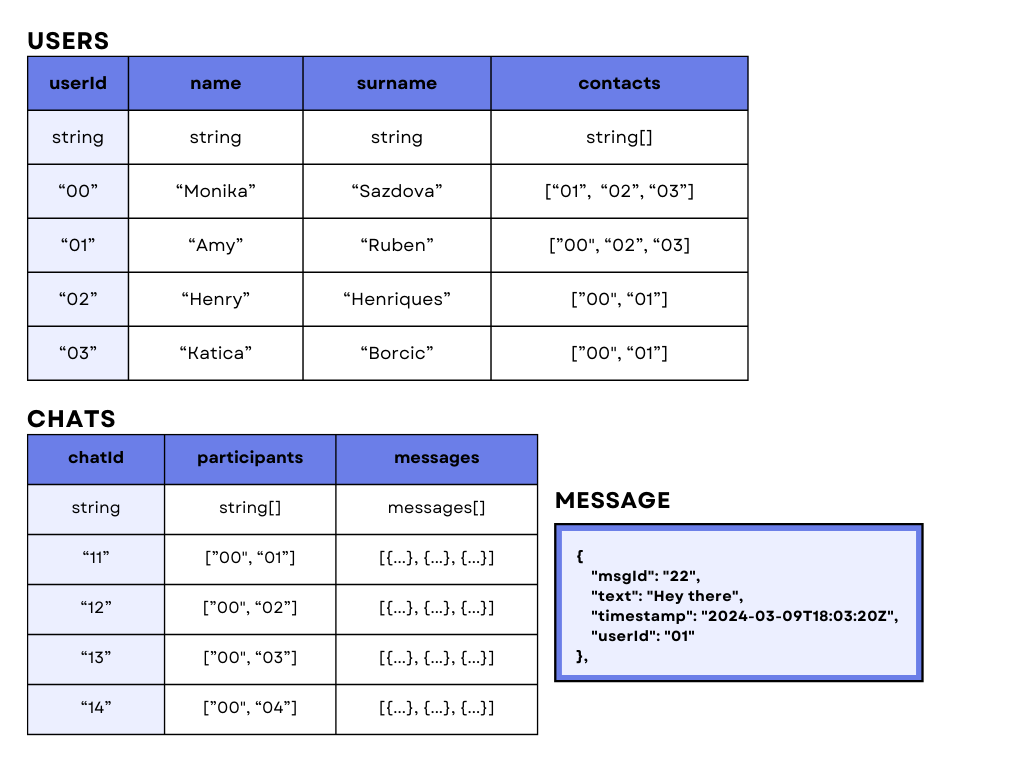 USERS
userId name surname contacts
string string string string[]
“00” “Monika” “Sazdova” [“01”, “02”, “03”]
“01” “Amy” “Ruben” [”00", “02”, “03]
“02” “Henry” “Henriques” [”00", “01”]
“03” “Katica” “Borcic” [”00", “01”]
CHATS
chatId participants messages
string string[] messages[]
“11” [”00", “01”] [{...}, {...}, {...}]
“12” [”00", “02”] [{...}, {...}, {...}]
“13” [”00", “03”] [{...}, {...}, {...}]
“14” [”00", “04”] [{...}, {...}, {...}]
MESSAGE
{
"msgId": "22",
"text": "Hey there",
"timestamp": "2024-03-09T18:03:20Z",
"userId": "01"
},